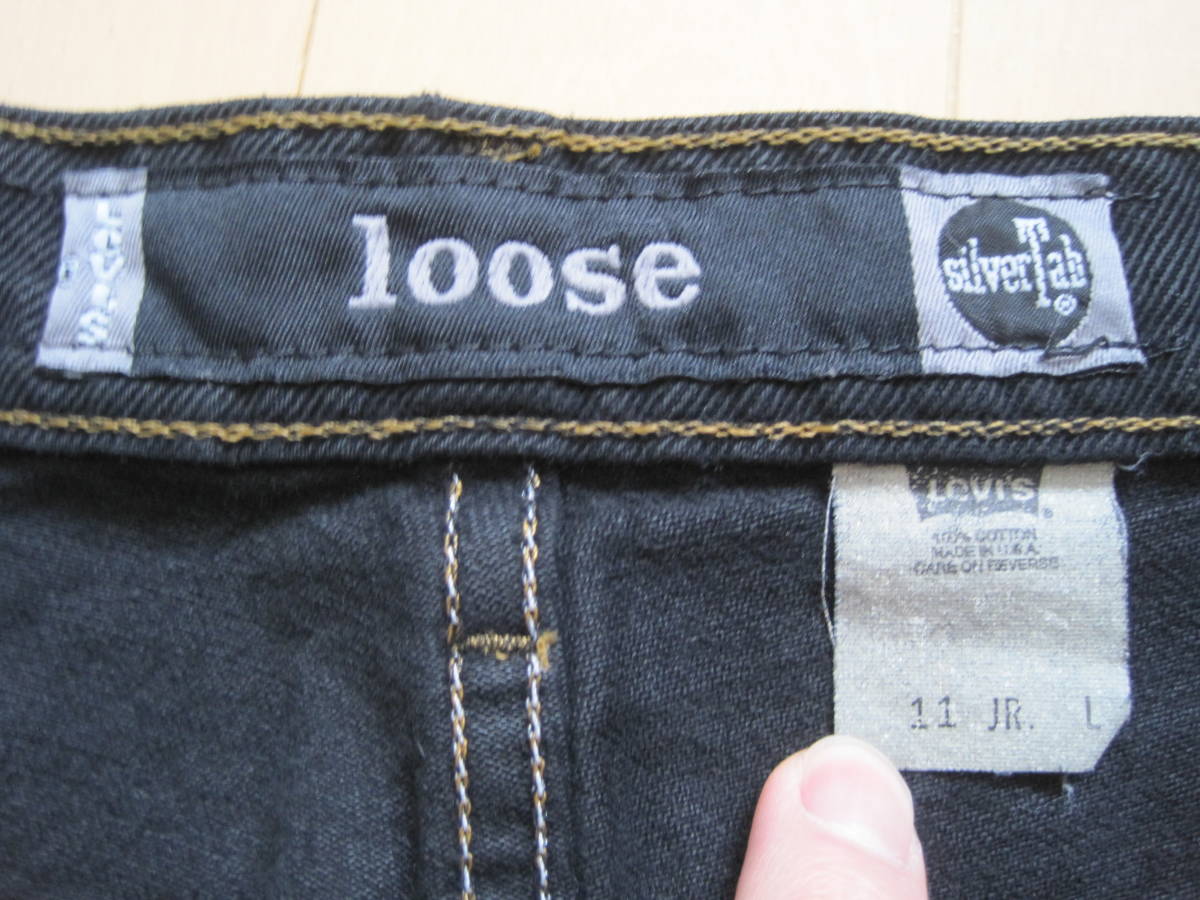 LEVI'S
loose
silverTab®
LEVI'S®
100% COTTON
MADE IN U.S.A.
CARE ON REVERSE
11 JR. L